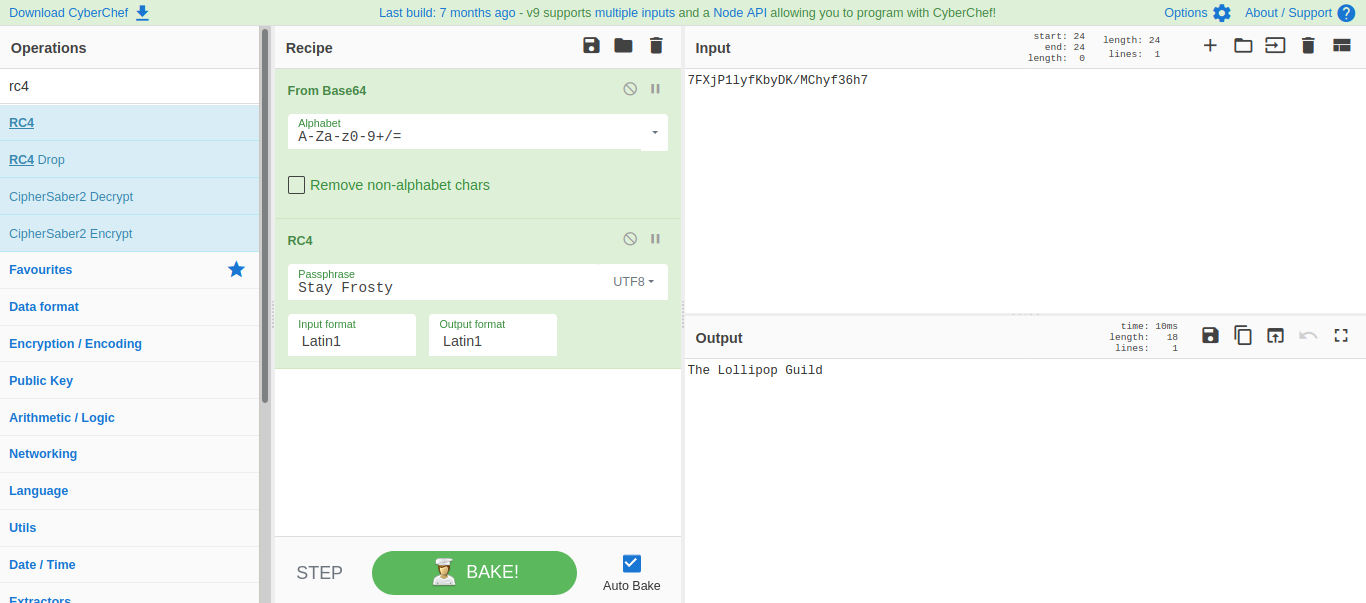 Download CyberChef
Last build: 7 months ago - v9 supports multiple inputs and a Node API allowing you to program with CyberChef!
Options
About / Support
Operations
rc4
RC4
RC4 Drop
CipherSaber2 Decrypt
CipherSaber2 Encrypt
Favourites
Data format
Encryption / Encoding
Public Key
Arithmetic / Logic
Networking
Language
Utils
Date / Time
Extractors
Recipe
From Base64
Alphabet
A-Za-z0-9+/=
Remove non-alphabet chars
RC4
Passphrase
Stay Frosty
UTF8
Input format
Latin1
Output format
Latin1
STEP
BAKE!
Auto Bake
Input
start: 24
end: 24
length: 0
length: 24
lines: 1
7FXjP1lyfKbyDK/MChyf36h7
Output
time: 10ms
length: 18
lines: 1
The Lollipop Guild